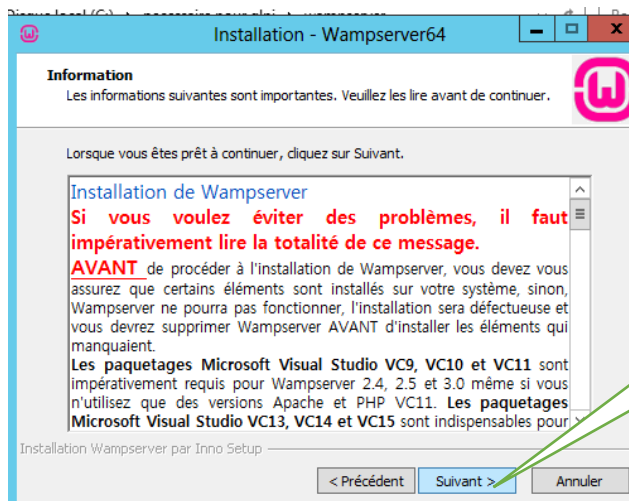 Installation - Wampserver64
Information
Les informations suivantes sont importantes. Veuillez les lire avant de continuer.
Lorsque vous êtes prêt à continuer, cliquez sur Suivant.
Installation de Wampserver
Si vous voulez éviter des problèmes, il faut
impérativement lire la totalité de ce message.
AVANT de procéder à l'installation de Wampserver, vous devez vous
assurez que certains éléments sont installés sur votre système, sinon,
Wampserver ne pourra pas fonctionner, l'installation sera défectueuse et
vous devrez supprimer Wampserver AVANT d'installer les éléments qui
manquaient.
Les paquetages Microsoft Visual Studio VC9, VC10 et VC11 sont
impérativement requis pour Wampserver 2.4, 2.5 et 3.0 même si vous
n'utilisez que des versions Apache et PHP VC11. Les paquetages
Microsoft Visual Studio VC13, VC14 et VC15 sont indispensables pour
Installation Wampserver par Inno Setup
< Précédent Suivant > Annuler